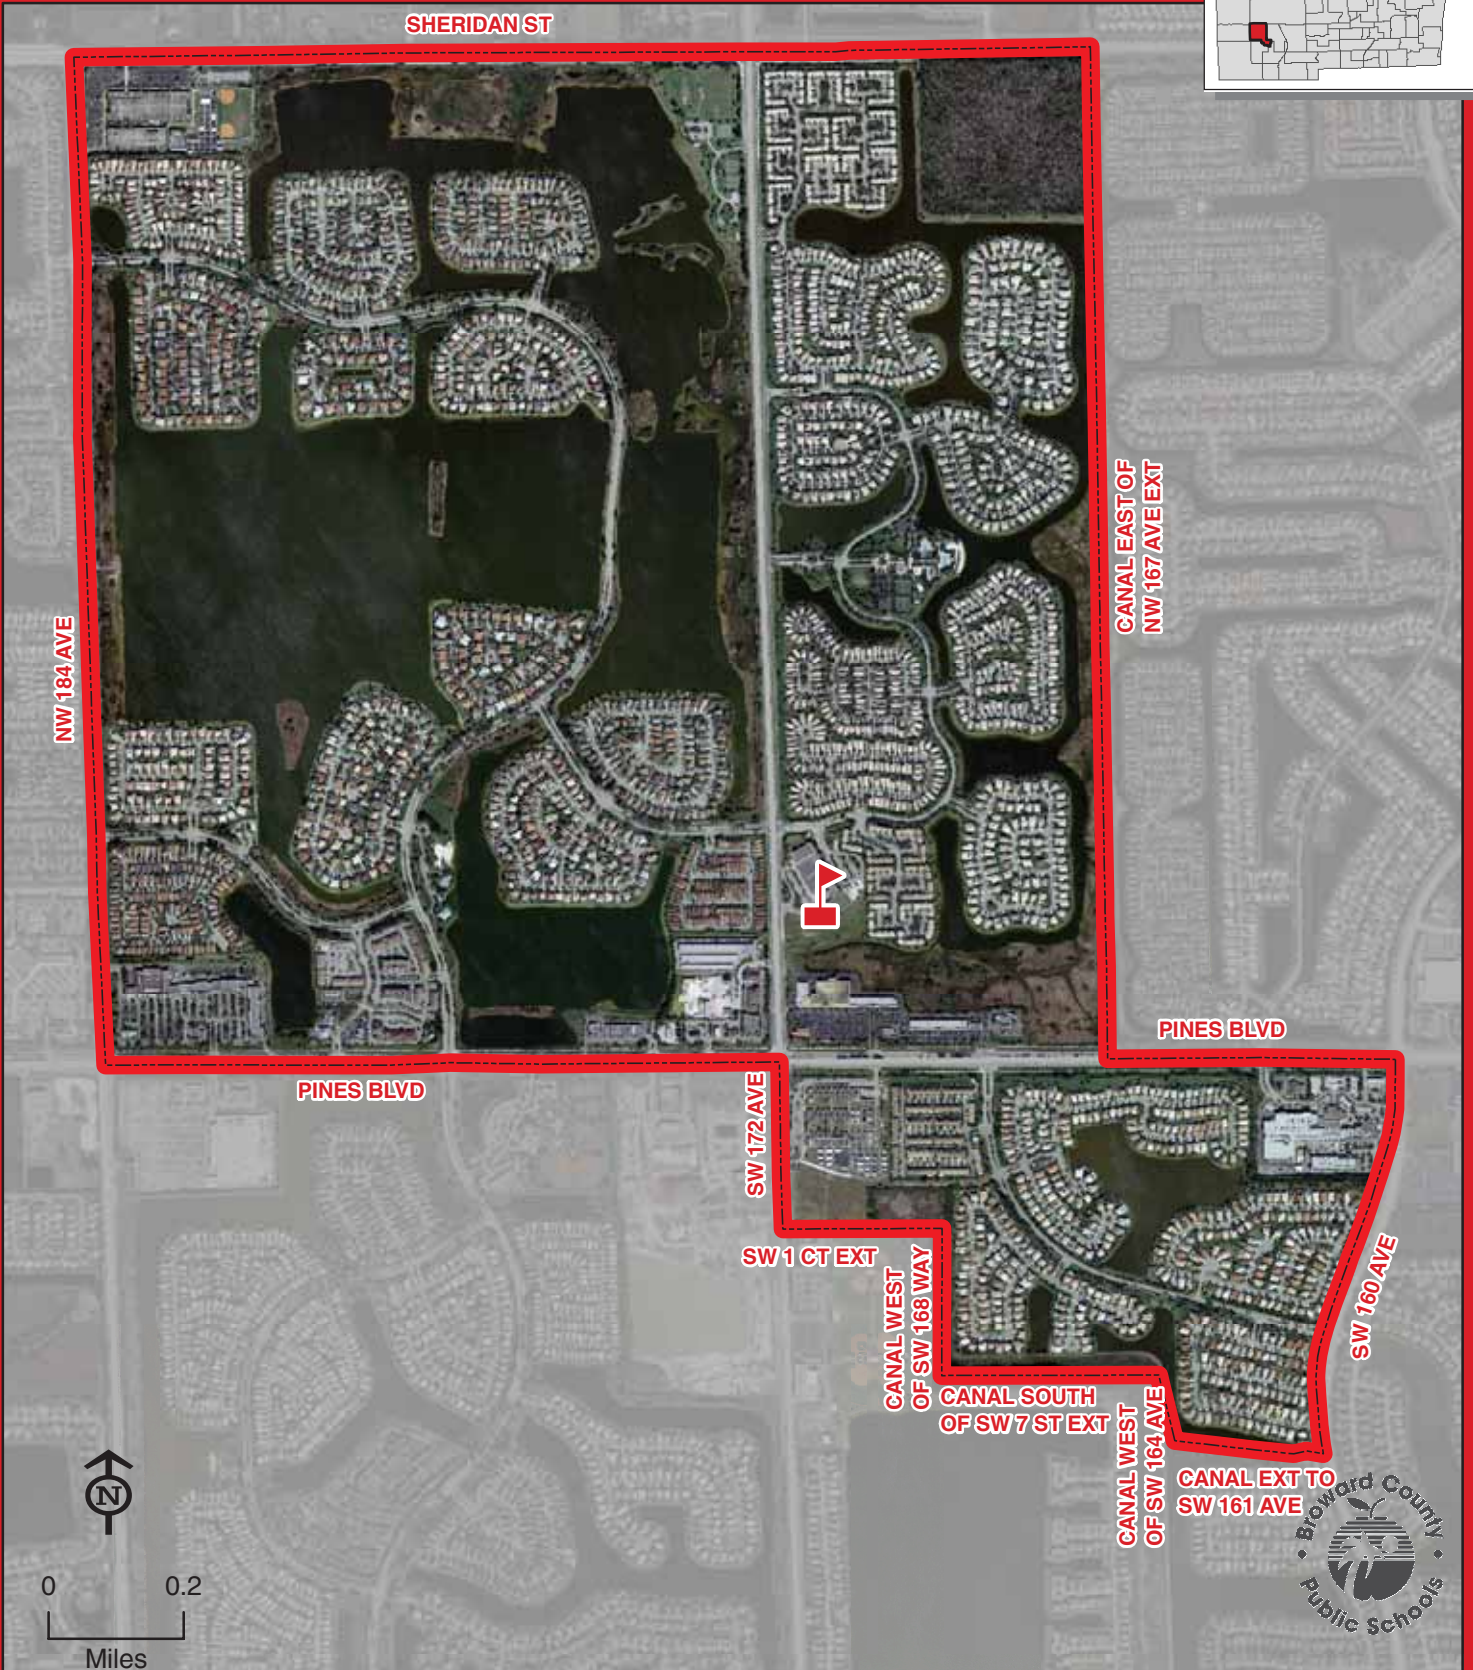 SHERIDAN ST
CANAL EAST OF
NW 167 AVE EXT
NW 184 AVE
PINES BLVD
PINES BLVD
SW 172 AVE
SW 1 CT EXT
CANAL WEST
OF SW 168 WAY
SW 160 AVE
CANAL SOUTH
OF SW 7 ST EXT
CANAL WEST
OF SW 164 AVE
CANAL EXT TO
SW 161 AVE
N
0 0.2
Miles
Broward County
Public Schools